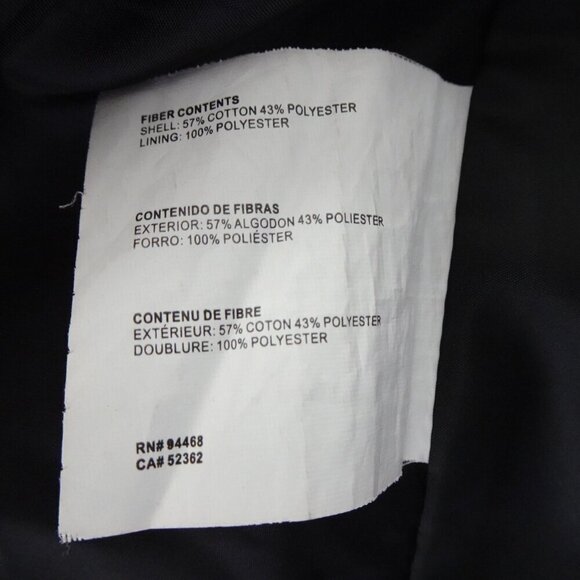 FIBER CONTENTS
SHELL: 57% COTTON 43% POLYESTER
LINING: 100% POLYESTER
CONTENIDO DE FIBRAS
EXTERIOR: 57% ALGODON 43% POLIESTER
FORRO: 100% POLIÉSTER
CONTENU DE FIBRE
EXTÉRIEUR: 57% COTON 43% POLYESTER
DOUBLURE: 100% POLYESTER
RN# 94468
CA# 52362